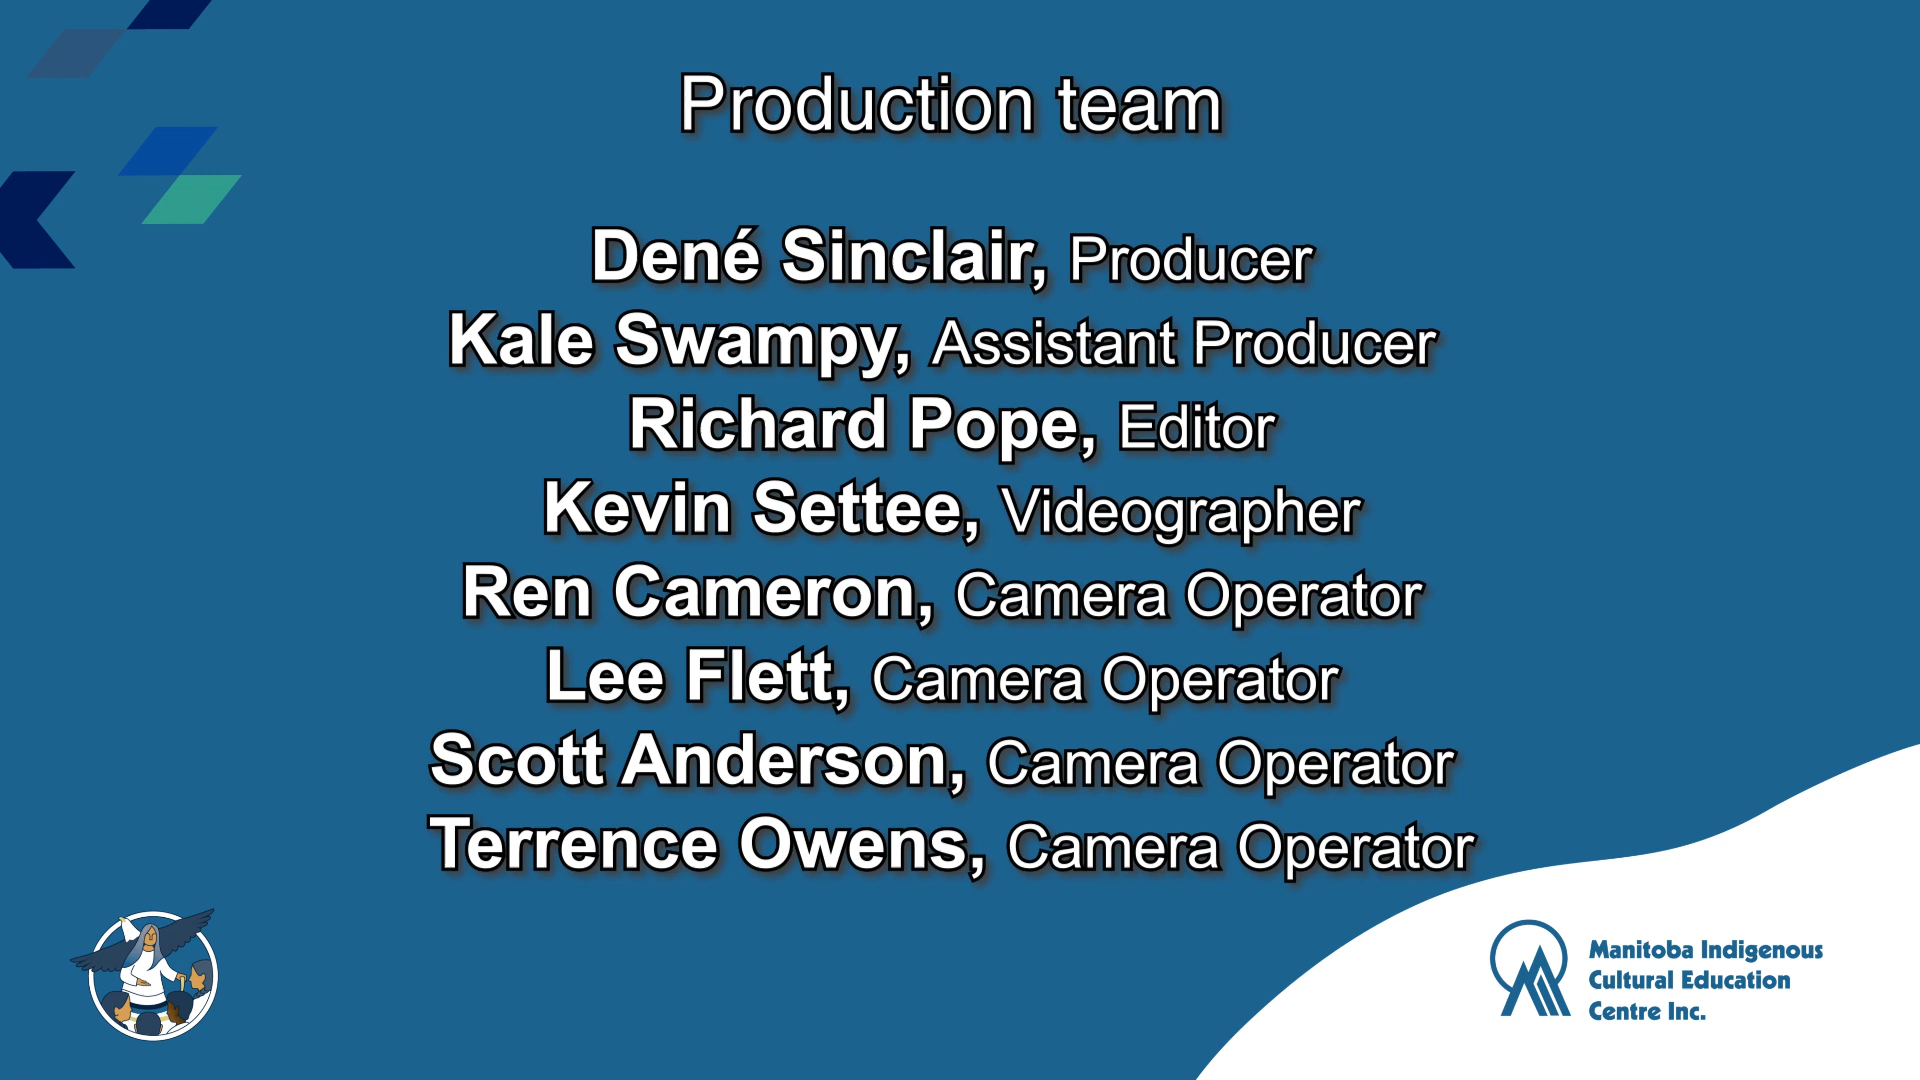 Production team
Dené Sinclair, Producer
Kale Swampy, Assistant Producer
Richard Pope, Editor
Kevin Settee, Videographer
Ren Cameron, Camera Operator
Lee Flett, Camera Operator
Scott Anderson, Camera Operator
Terrence Owens, Camera Operator
Manitoba Indigenous
Cultural Education
Centre Inc.